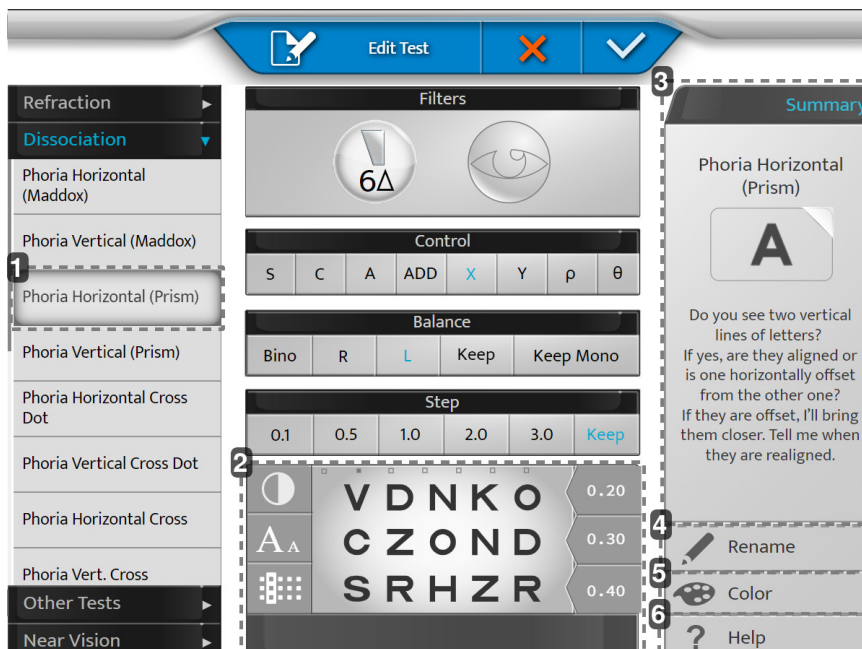 Edit Test
Refraction
Dissociation
Phoria Horizontal
(Maddox)
Phoria Vertical (Maddox)
1
Phoria Horizontal (Prism)
Phoria Vertical (Prism)
Phoria Horizontal Cross
Dot
Phoria Vertical Cross Dot
Phoria Horizontal Cross
Phoria Vert. Cross
Other Tests
Near Vision
Filters
6Δ
Control
S C A ADD X Y ρ θ
Balance
Bino R L Keep Keep Mono
Step
0.1 0.5 1.0 2.0 3.0 Keep
2
V D N K O 0.20
A A C Z O N D 0.30
S R H Z R 0.40
3
Summary
Phoria Horizontal
(Prism)
A
Do you see two vertical
lines of letters?
If yes, are they aligned or
is one horizontally offset
from the other one?
If they are offset, I'll bring
them closer. Tell me when
they are realigned.
4
Rename
5
Color
6
? Help